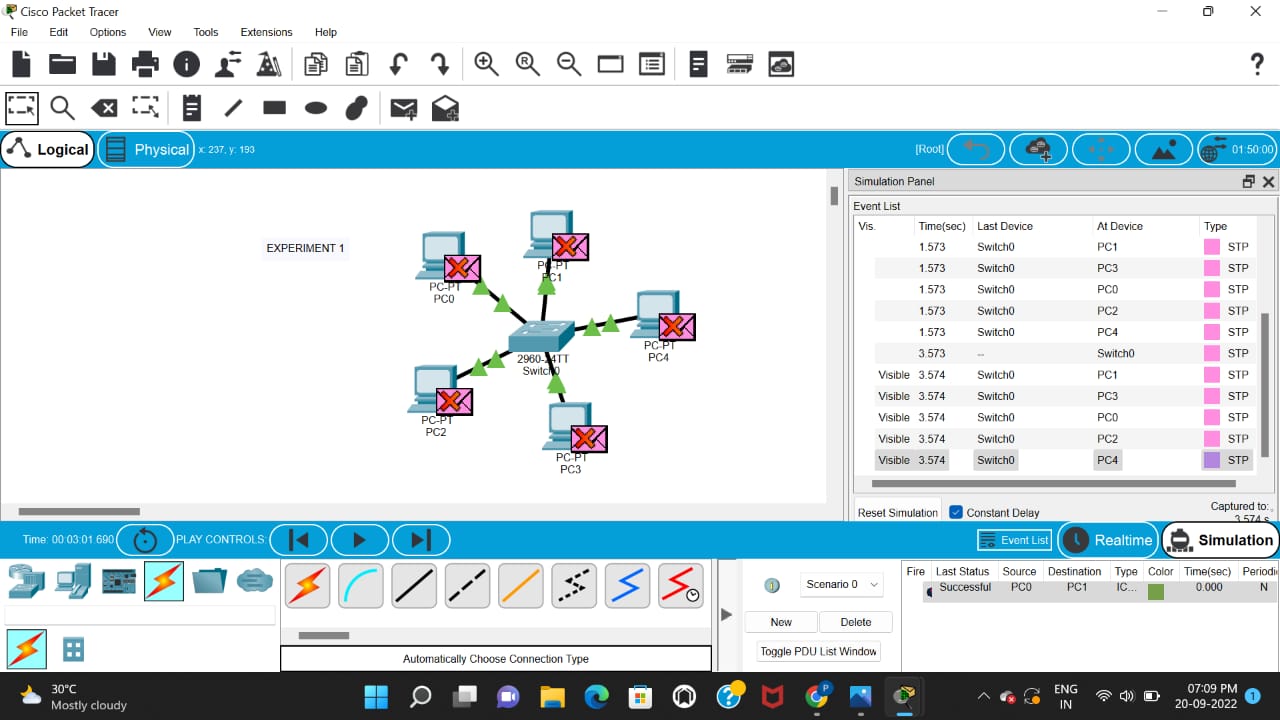 Cisco Packet Tracer
File Edit Options View Tools Extensions Help
Logical Physical x: 237, y: 193 [Root] 01:50:00
EXPERIMENT 1
PC-PT
PC0
PC-PT
PC1
PC-PT
PC4
2960-24TT
Switch0
PC-PT
PC2
PC-PT
PC3
Simulation Panel
Event List
Vis. Time(sec) Last Device At Device Type
1.573 Switch0 PC1 STP
1.573 Switch0 PC3 STP
1.573 Switch0 PC0 STP
1.573 Switch0 PC2 STP
1.573 Switch0 PC4 STP
3.573 -- Switch0 STP
Visible 3.574 Switch0 PC1 STP
Visible 3.574 Switch0 PC3 STP
Visible 3.574 Switch0 PC0 STP
Visible 3.574 Switch0 PC2 STP
Visible 3.574 Switch0 PC4 STP
Reset Simulation Constant Delay Captured to:
3.574 s
Time: 00:03:01.690 PLAY CONTROLS: Event List Realtime Simulation
Automatically Choose Connection Type
Scenario 0
New Delete
Toggle PDU List Window
Fire Last Status Source Destination Type Color Time(sec) Periodi
Successful PC0 PC1 IC... 0.000 N
30°C
Mostly cloudy
ENG
IN
07:09 PM
20-09-2022
1